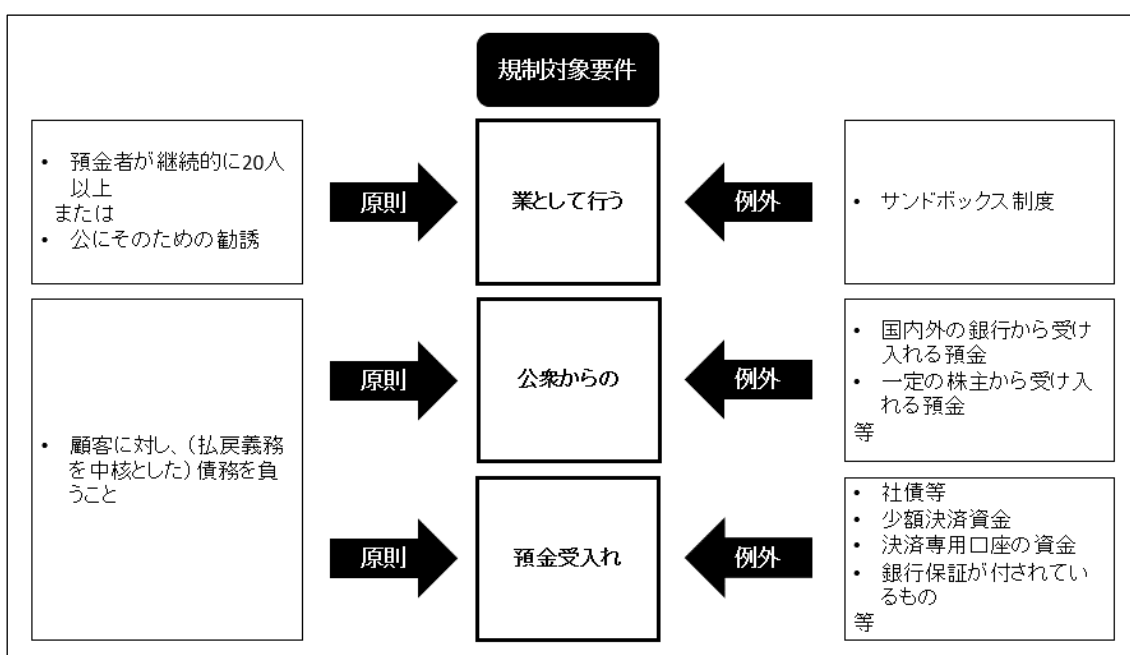 規制対象要件
• 預金者が継続的に20人
以上
または
• 公にそのための勧誘
原則
業として行う
例外
• サンドボックス制度
• 顧客に対し、（払戻義務
を中核とした）債務を負
うこと
原則
公衆からの
例外
• 国内外の銀行から受け
入れる預金
• 一定の株主から受け入
れる預金
等
原則
預金受入れ
例外
• 社債等
• 少額決済資金
• 決済専用口座の資金
• 銀行保証が付されてい
るもの
等